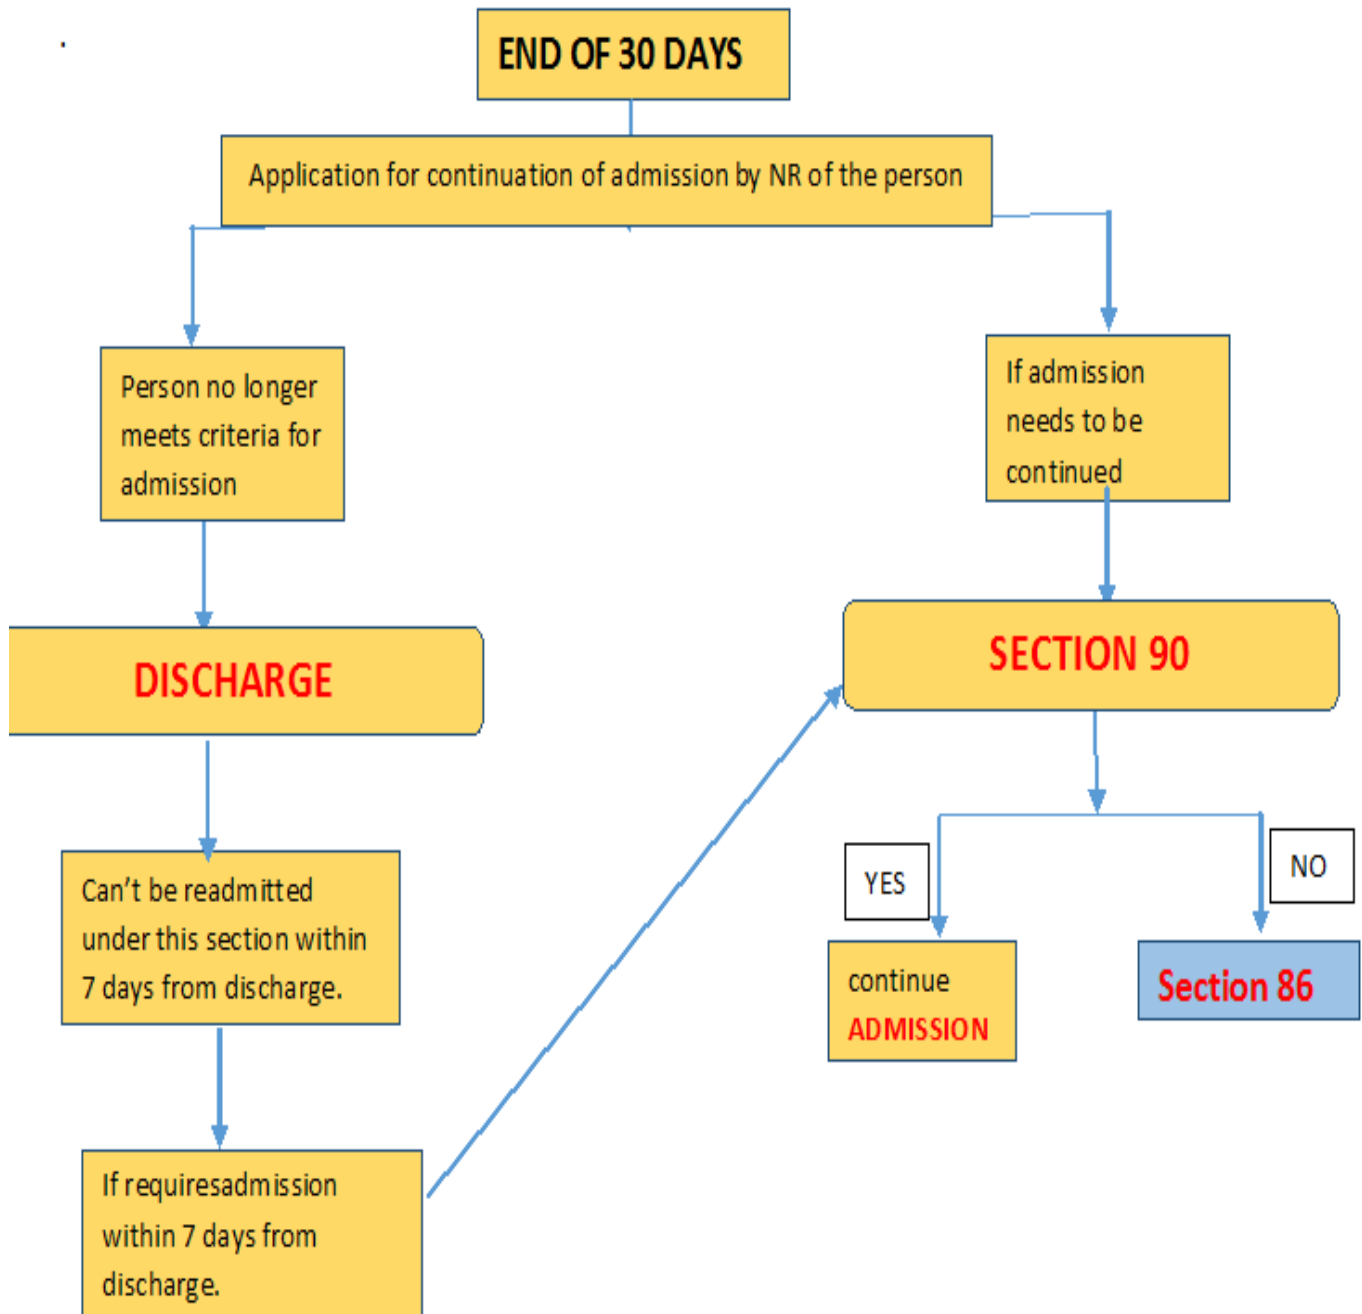 END OF 30 DAYS
Application for continuation of admission by NR of the person
Person no longer
meets criteria for
admission
If admission
needs to be
continued
DISCHARGE
SECTION 90
Can't be readmitted
under this section within
7 days from discharge.
YES
NO
continue
ADMISSION
Section 86
If requiresadmission
within 7 days from
discharge.